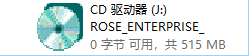 CD 驱动器 (J:)
ROSE_ENTERPRISE_
0 字节 可用，共 515 MB